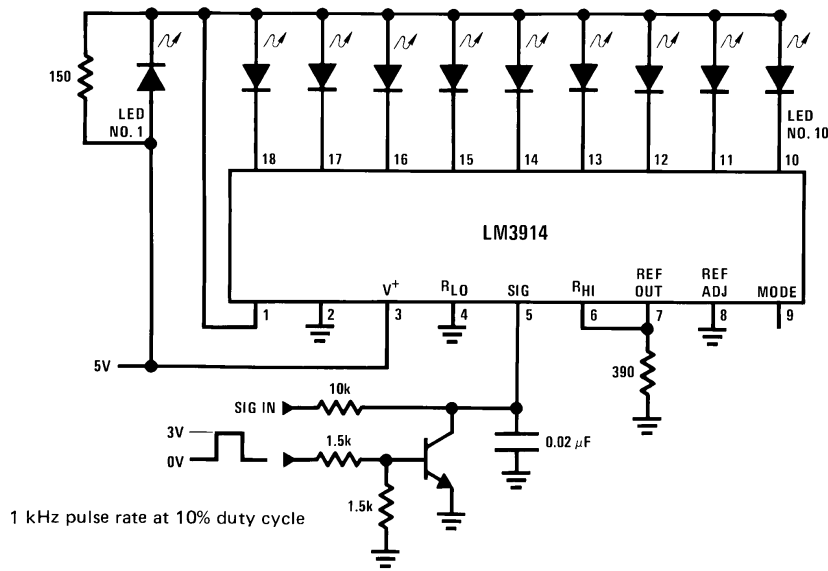 150
LED
NO. 1
LED
NO. 10
18 17 16 15 14 13 12 11 10
LM3914
V+ RLO SIG RHI REF OUT REF ADJ MODE
1 2 3 4 5 6 7 8 9
5V
390
10k
SIG IN
3V
0V
1.5k
0.02 μF
1.5k
1 kHz pulse rate at 10% duty cycle